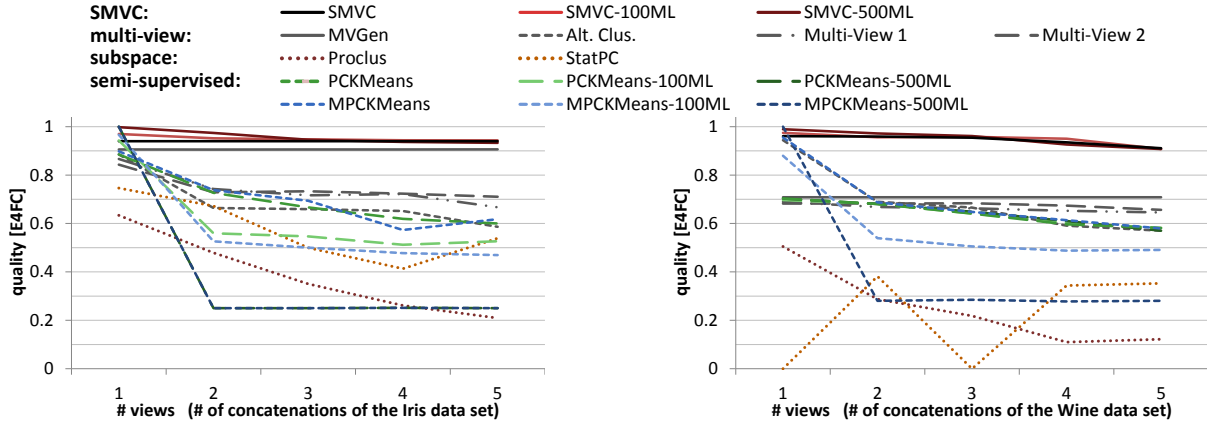 SMVC: SMVC SMVC-100ML SMVC-500ML
multi-view: MVGen Alt. Clus. Multi-View 1 Multi-View 2
subspace: Proclus StatPC
semi-supervised: PCKMeans PCKMeans-100ML PCKMeans-500ML
MPCKMeans MPCKMeans-100ML MPCKMeans-500ML
quality [E4FC]
1
0.8
0.6
0.4
0.2
0
1 2 3 4 5
# views (# of concatenations of the Iris data set)
quality [E4FC]
1
0.8
0.6
0.4
0.2
0
1 2 3 4 5
# views (# of concatenations of the Wine data set)